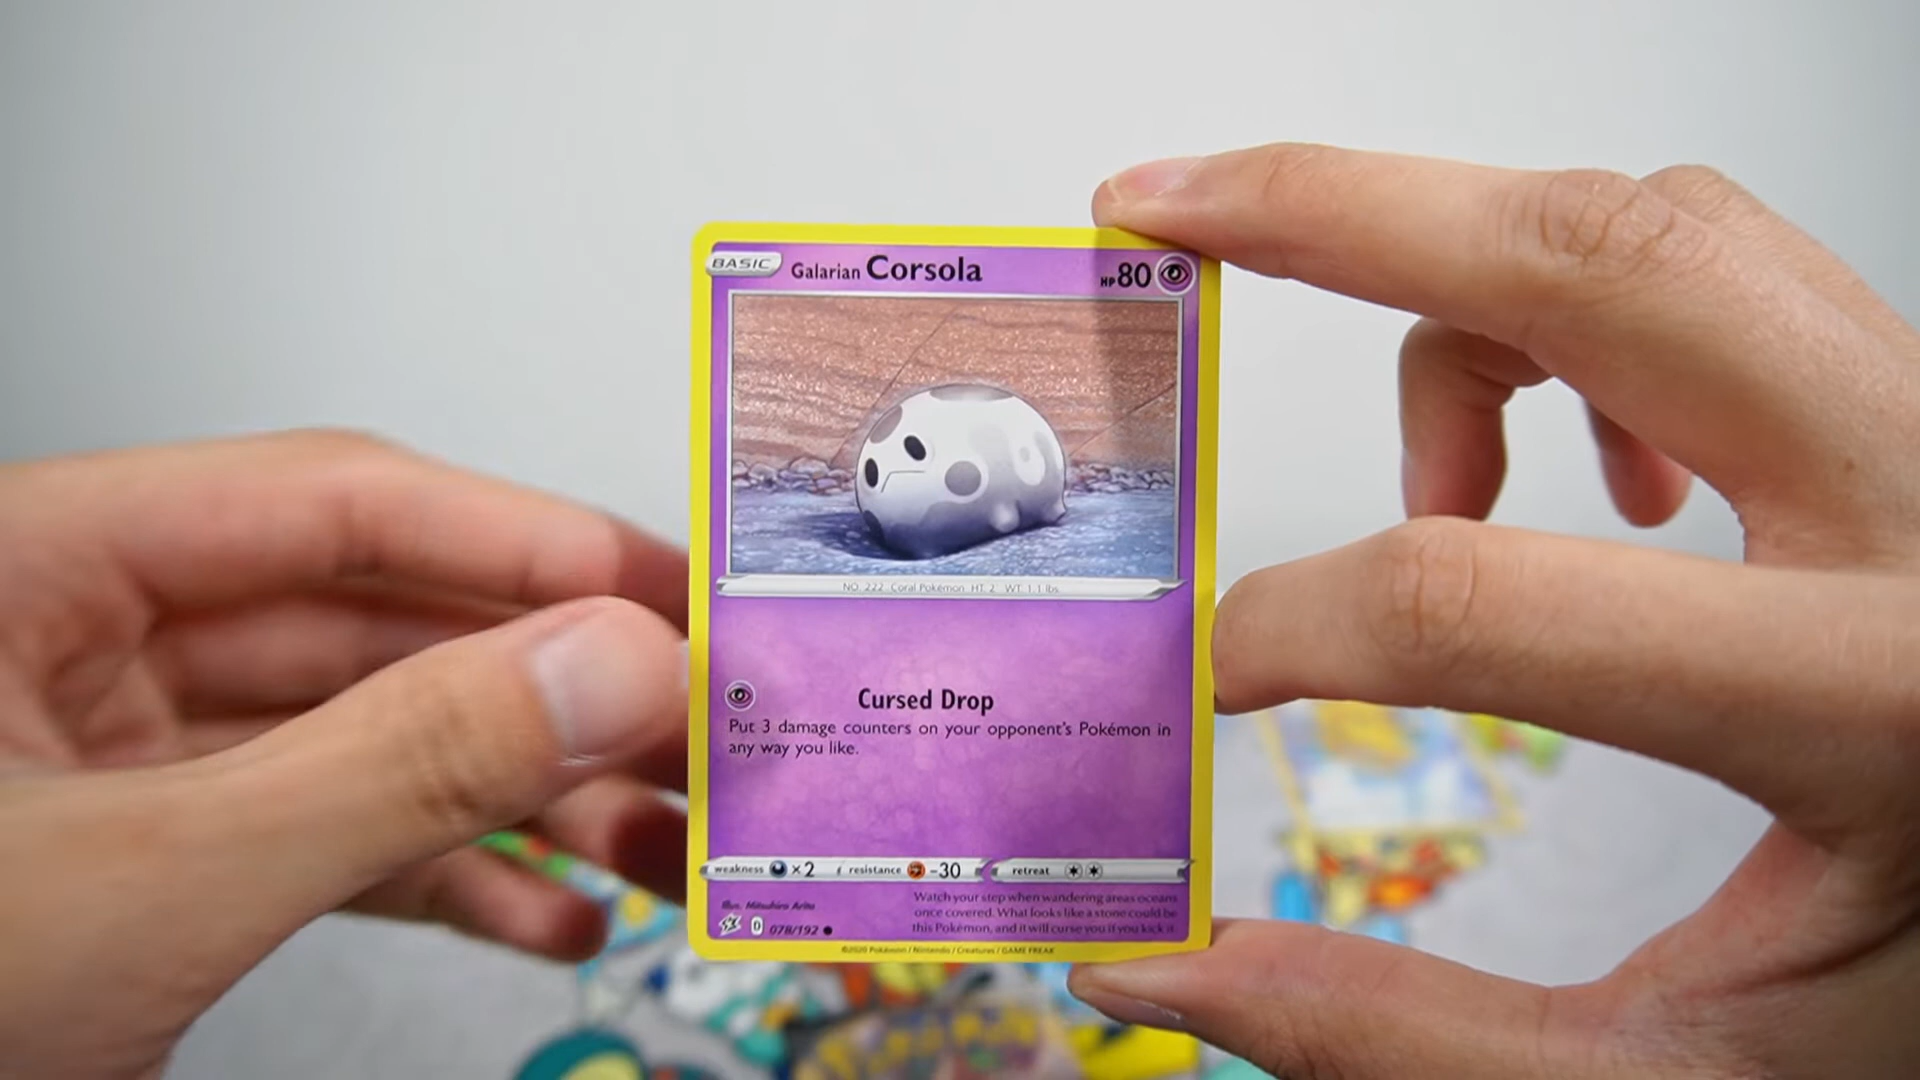 BASIC Galarian Corsola HP 80
NO. 222 Coral Pokémon HT: 2' WT: 1.1 lbs.
Cursed Drop
Put 3 damage counters on your opponent's Pokémon in
any way you like.
weakness ×2 resistance -30 retreat
Illus. Mitsuhiro Arita
Watch your step when wandering areas oceans
once covered. What looks like a stone could be
this Pokémon, and it will curse you if you kick it.
D 078/192
©2020 Pokémon / Nintendo / Creatures / GAME FREAK